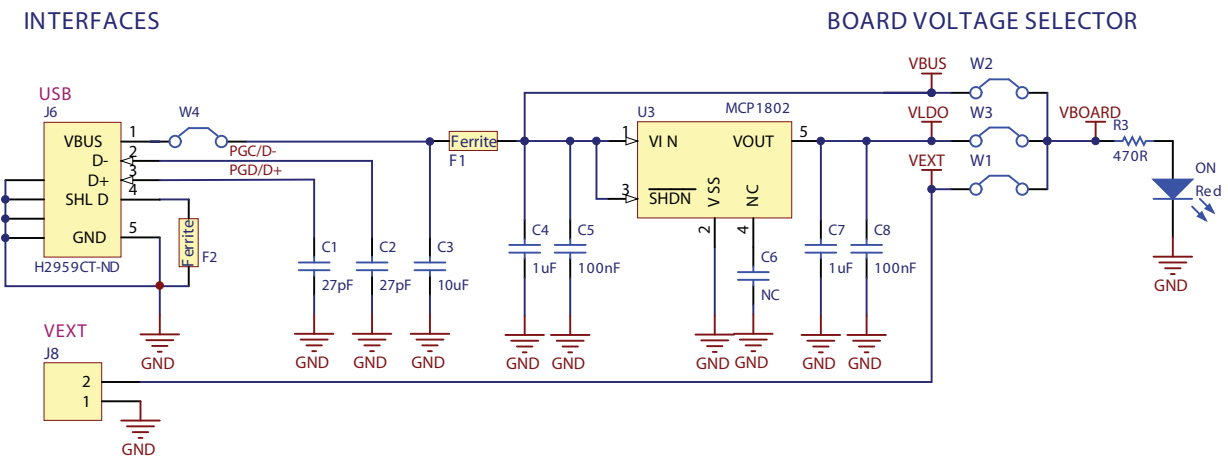 INTERFACES
BOARD VOLTAGE SELECTOR
USB
J6
VBUS
D-
D+
SHL D
GND
1
2
3
4
5
H2959CT-ND
W4
PGC/D-
PGD/D+
Ferrite
F2
C1
27pF
GND
C2
27pF
GND
C3
10uF
GND
Ferrite
F1
C4
1uF
GND
C5
100nF
GND
U3
MCP1802
1
VI N
VOUT
5
3
SHDN
VSS
NC
2
4
GND
C6
NC
GND
C7
1uF
GND
C8
100nF
GND
VBUS
W2
VLDO
W3
VEXT
W1
VBOARD
R3
470R
ON
Red
GND
GND
VEXT
J8
2
1
GND